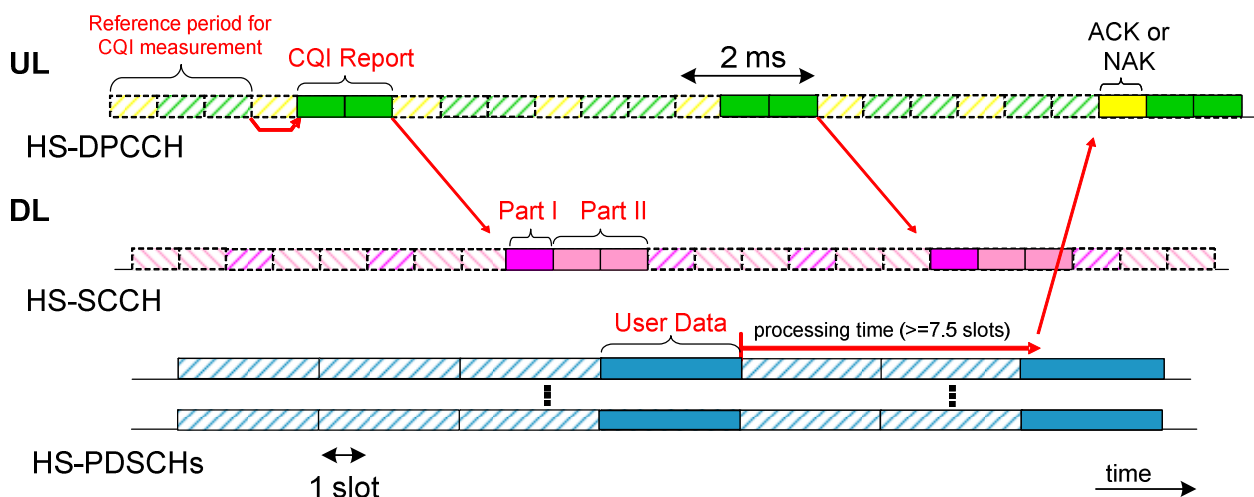 Reference period for
CQI measurement
UL
CQI Report
2 ms
ACK or
NAK
HS-DPCCH
DL
Part I
Part II
HS-SCCH
User Data
processing time (>=7.5 slots)
HS-PDSCHs
1 slot
time